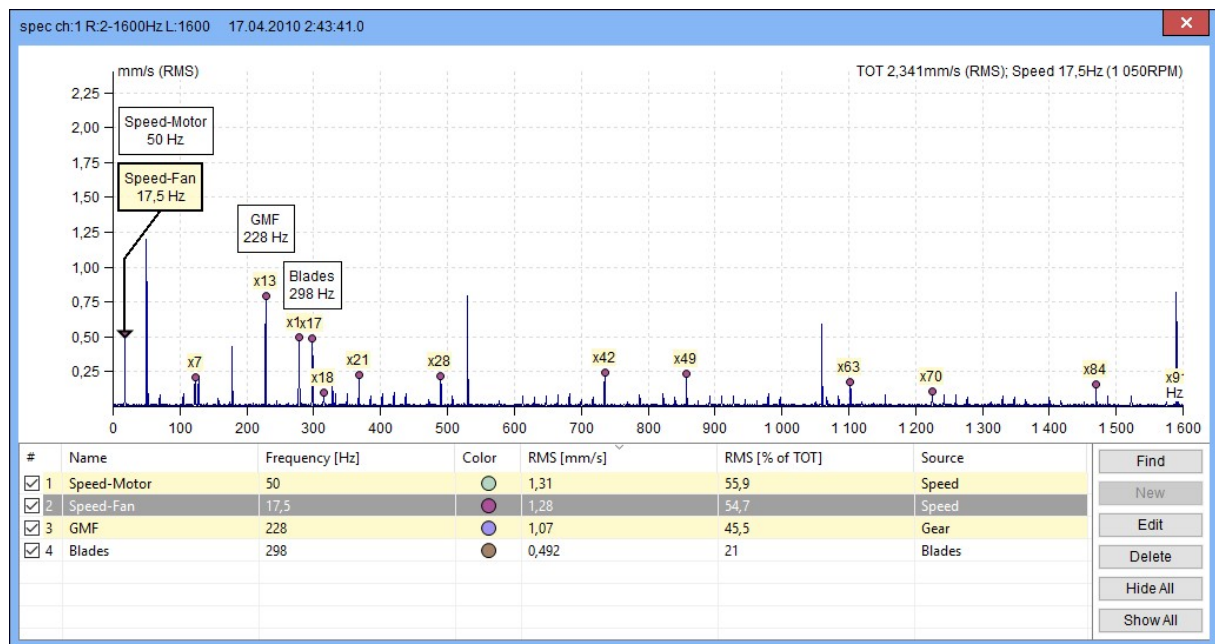 spec ch:1 R:2-1600Hz L:1600 17.04.2010 2:43:41.0
mm/s (RMS)
TOT 2,341mm/s (RMS); Speed 17,5Hz (1 050RPM)
2,25
2,00
1,75
1,50
1,25
1,00
0,75
0,50
0,25
Speed-Motor
50 Hz
Speed-Fan
17,5 Hz
GMF
228 Hz
Blades
298 Hz
x7
x13
x1
x17
x18
x21
x28
x42
x49
x63
x70
x84
x91
Hz
0 100 200 300 400 500 600 700 800 900 1 000 1 100 1 200 1 300 1 400 1 500 1 600
# Name Frequency [Hz] Color RMS [mm/s] RMS [% of TOT] Source
1 Speed-Motor 50 1,31 55,9 Speed
2 Speed-Fan 17,5 1,28 54,7 Speed
3 GMF 228 1,07 45,5 Gear
4 Blades 298 0,492 21 Blades
Find
New
Edit
Delete
Hide All
Show All